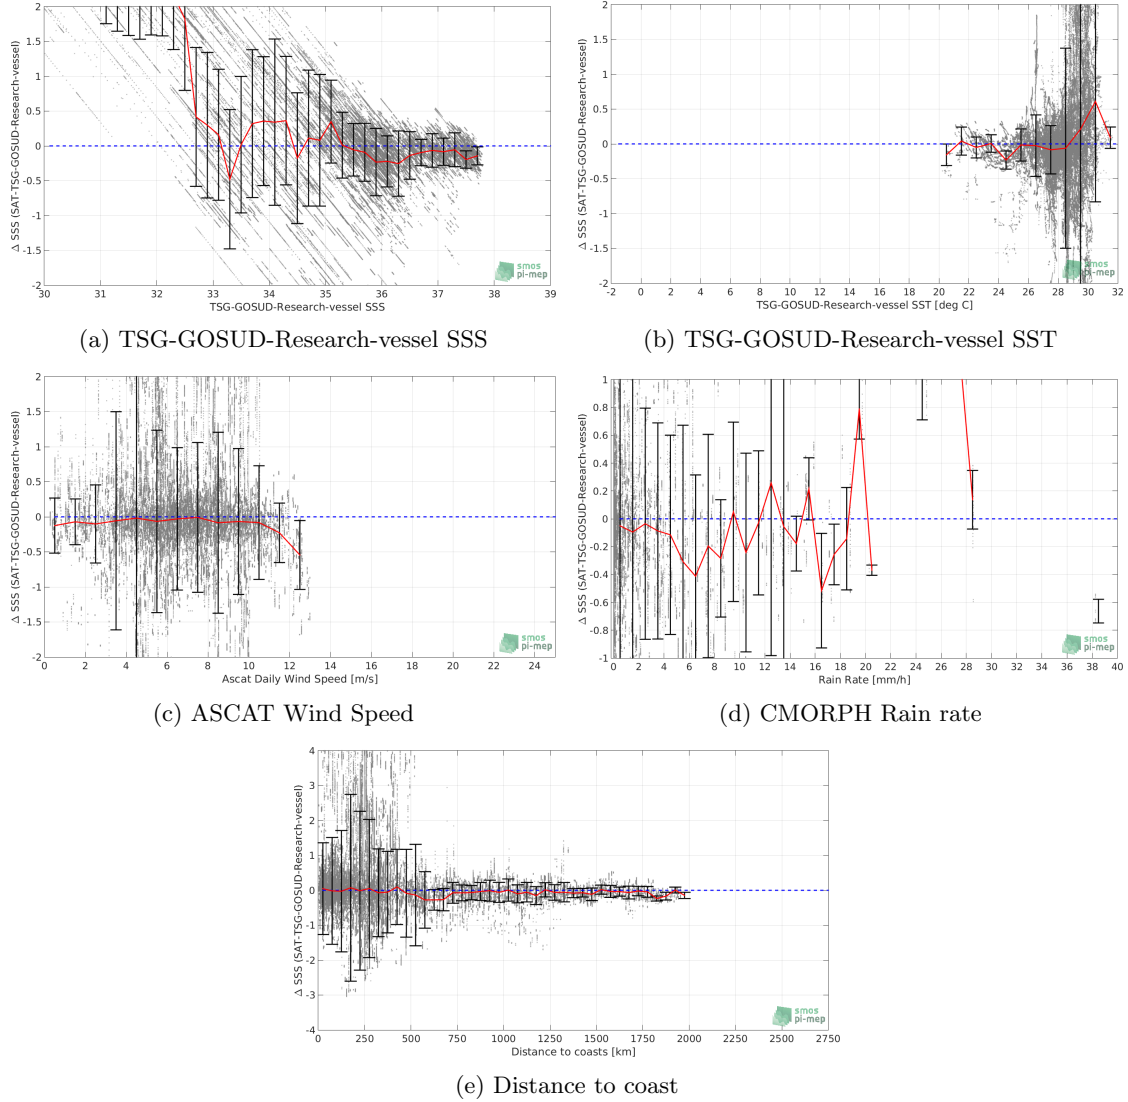 2
1.5
1
0.5
0
-0.5
-1
-1.5
-2
Δ SSS (SAT-TSG-GOSUD-Research-vessel)
30 31 32 33 34 35 36 37 38 39
TSG-GOSUD-Research-vessel SSS
smos
pi-mep
(a) TSG-GOSUD-Research-vessel SSS
2
1.5
1
0.5
0
-0.5
-1
-1.5
-2
Δ SSS (SAT-TSG-GOSUD-Research-vessel)
-2 0 2 4 6 8 10 12 14 16 18 20 22 24 26 28 30 32
TSG-GOSUD-Research-vessel SST [deg C]
smos
pi-mep
(b) TSG-GOSUD-Research-vessel SST
2
1.5
1
0.5
0
-0.5
-1
-1.5
-2
Δ SSS (SAT-TSG-GOSUD-Research-vessel)
0 2 4 6 8 10 12 14 16 18 20 22 24
Ascat Daily Wind Speed [m/s]
smos
pi-mep
(c) ASCAT Wind Speed
1
0.8
0.6
0.4
0.2
0
-0.2
-0.4
-0.6
-0.8
-1
Δ SSS (SAT-TSG-GOSUD-Research-vessel)
0 2 4 6 8 10 12 14 16 18 20 22 24 26 28 30 32 34 36 38 40
Rain Rate [mm/h]
smos
pi-mep
(d) CMORPH Rain rate
4
3
2
1
0
-1
-2
-3
-4
Δ SSS (SAT-TSG-GOSUD-Research-vessel)
0 250 500 750 1000 1250 1500 1750 2000 2250 2500 2750
Distance to coasts [km]
smos
pi-mep
(e) Distance to coast